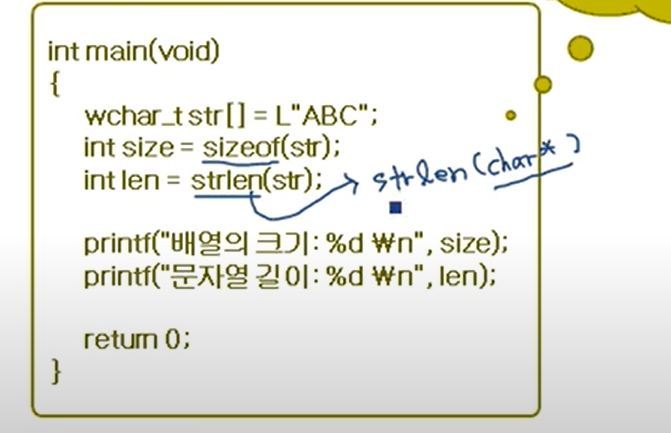 int main(void)
{
wchar_t str[] = L"ABC";
int size = sizeof(str);
int len = strlen(str);
strlen(char*)
printf("배열의 크기: %d ₩n", size);
printf("문자열 길이: %d ₩n", len);
return 0;
}